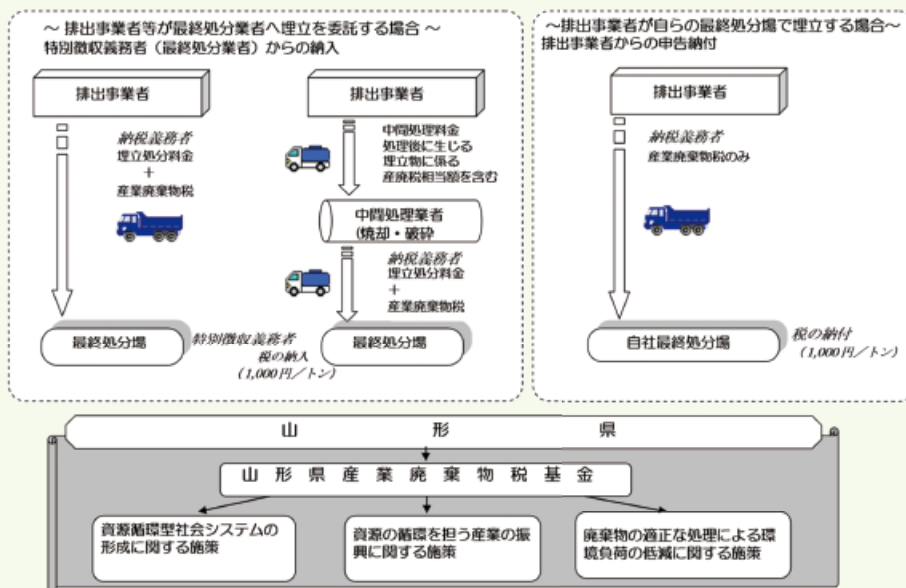 ~ 排出事業者等が最終処分業者へ埋立を委託する場合 ~
特別徴収義務者（最終処分業者）からの納入
排出事業者
納税義務者
埋立処分料金
＋
産業廃棄物税
最終処分場
排出事業者
中間処理料金
処理後に生じる
埋立物に係る
産廃税相当額を含む
中間処理業者
（焼却・破砕
納税義務者
埋立処分料金
＋
産業廃棄物税
特別徴収義務者
税の納入
（1,000円／トン）
最終処分場
~排出事業者が自らの最終処分場で埋立する場合~
排出事業者からの申告納付
排出事業者
納税義務者
産業廃棄物税のみ
自社最終処分場
税の納付
（1,000円／トン）
山形県
山形県産業廃棄物税基金
資源循環型社会システムの
形成に関する施策
資源の循環を担う産業の振
興に関する施策
廃棄物の適正な処理による環
境負荷の低減に関する施策